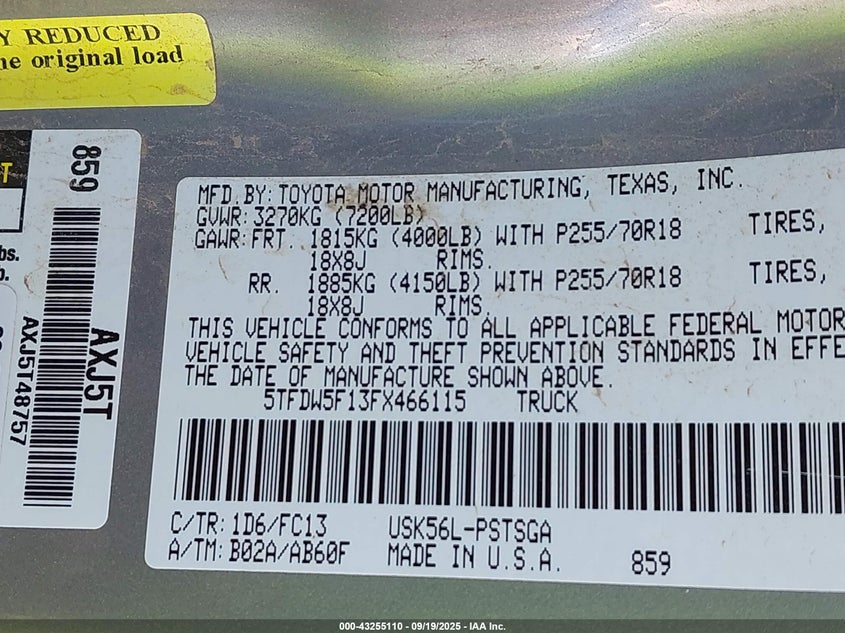 Y REDUCED
he original load
T
bs.
b.
859
AXJ5T
AXJ5T48757
MFD.BY: TOYOTA MOTOR MANUFACTURING, TEXAS, INC.
GVWR: 3270KG (7200LB)
GAWR: FRT. 1815KG (4000LB) WITH P255/70R18 TIRES,
18X8J RIMS.
RR. 1885KG (4150LB) WITH P255/70R18 TIRES,
18X8J RIMS.
THIS VEHICLE CONFORMS TO ALL APPLICABLE FEDERAL MOTOR
VEHICLE SAFETY AND THEFT PREVENTION STANDARDS IN EFFE
THE DATE OF MANUFACTURE SHOWN ABOVE.
5TFDW5F13FX466115 TRUCK
C/TR: 1D6/FC13 USK56L-PSTSGA
A/TM: B02A/AB60F MADE IN U.S.A. 859
000-43255110 - 09/19/2025 - IAA Inc.